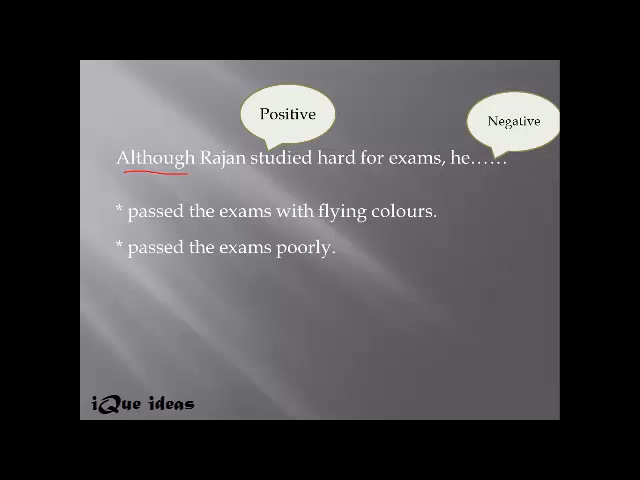 Positive
Negative
Although Rajan studied hard for exams, he……
* passed the exams with flying colours.
* passed the exams poorly.
iQue ideas